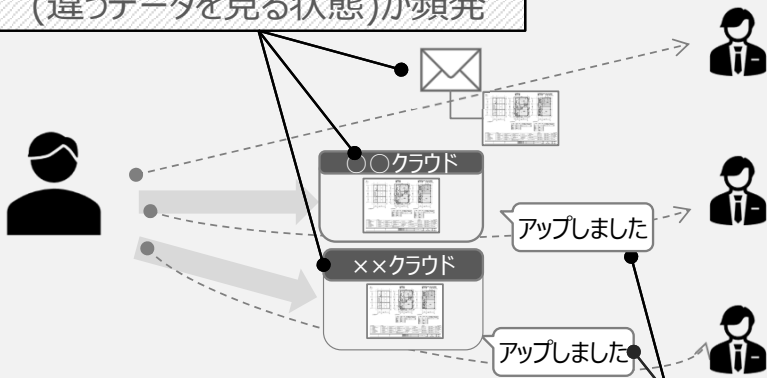 (違うデータを見る状態)が頻発
○○クラウド
アップしました
××クラウド
アップしました